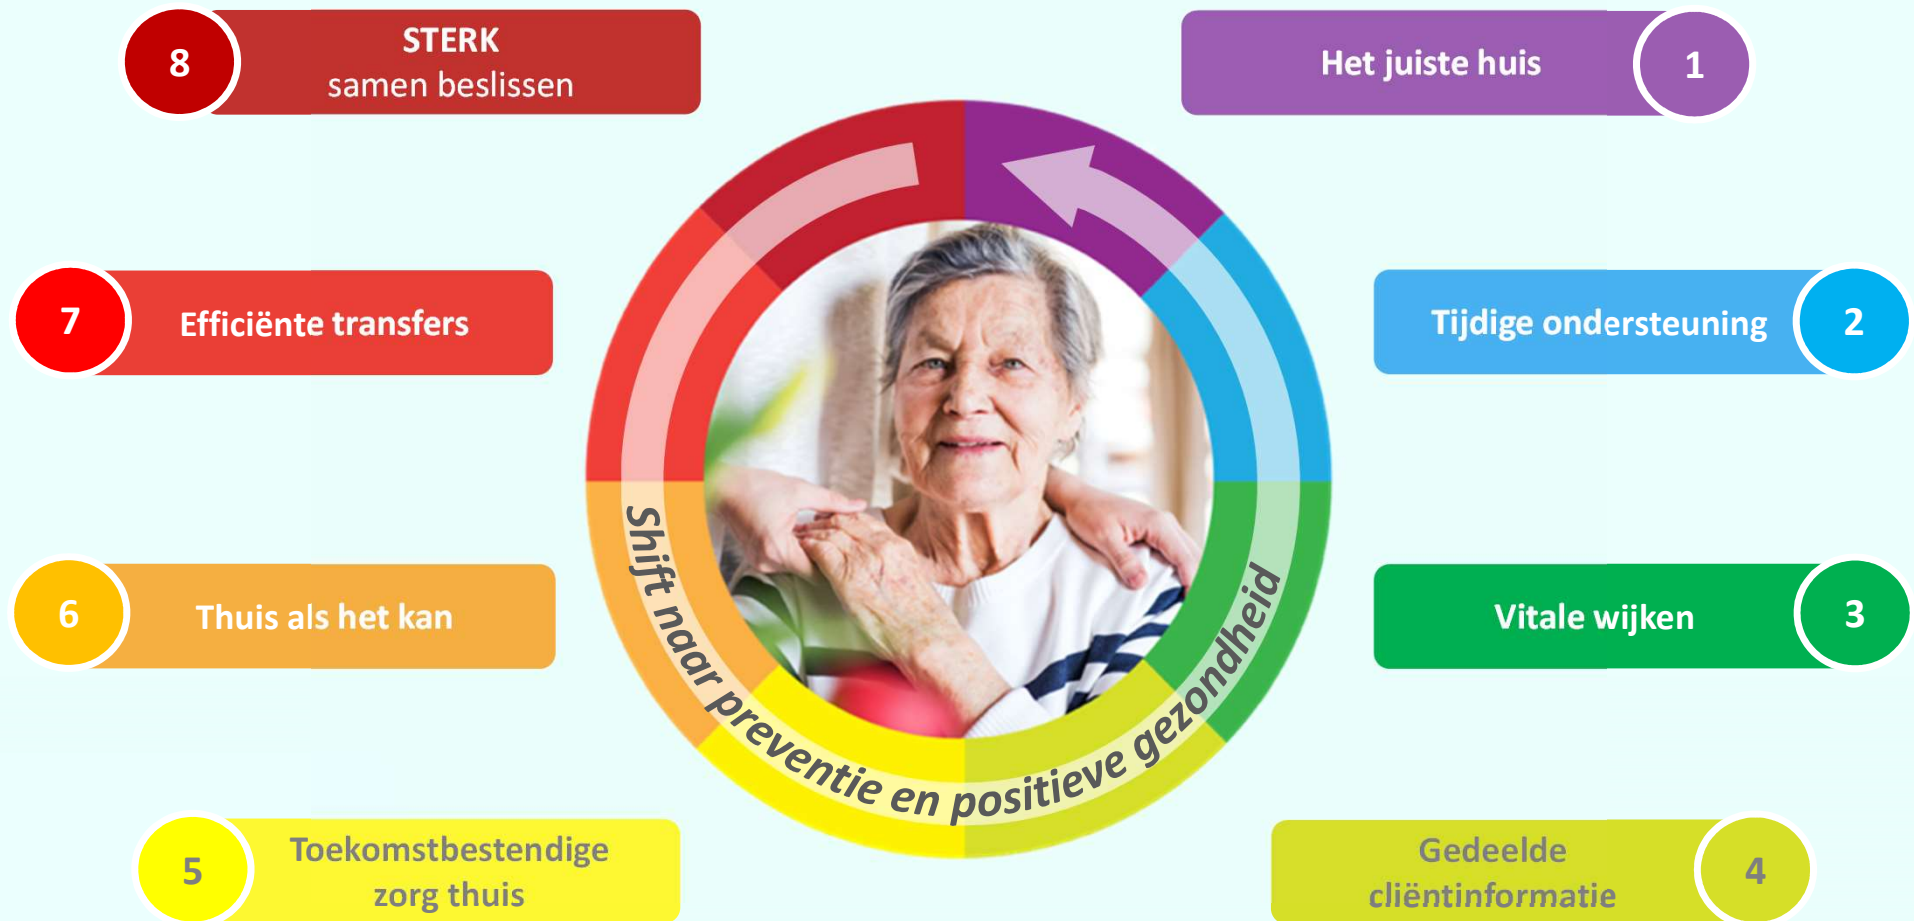 8
STERK
samen beslissen
Het juiste huis
1
7
Efficiënte transfers
Tijdige ondersteuning
2
6
Thuis als het kan
Vitale wijken
3
Shift naar preventie en positieve gezondheid
5
Toekomstbestendige
zorg thuis
Gedeelde
cliëntinformatie
4